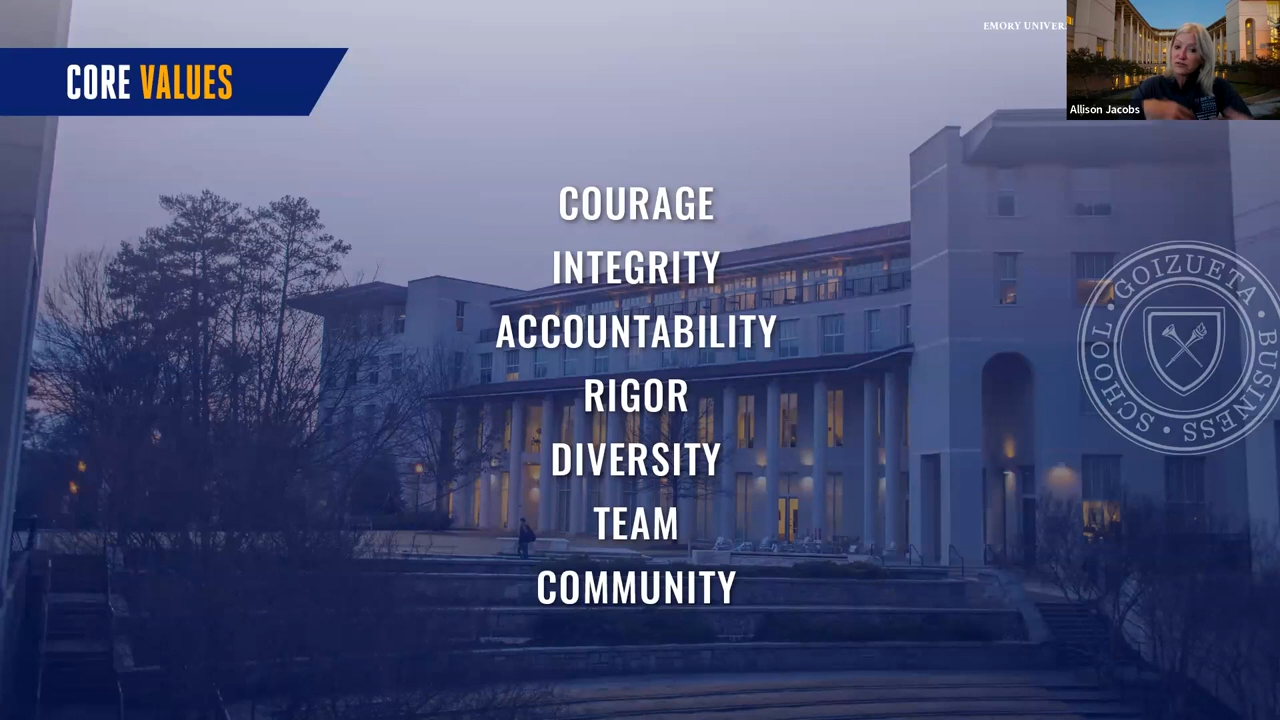 EMORY UNIVER
CORE VALUES
Allison Jacobs
COURAGE
INTEGRITY
ACCOUNTABILITY
RIGOR
DIVERSITY
TEAM
COMMUNITY
GOIZUETA • BUSINESS • SCHOOL •